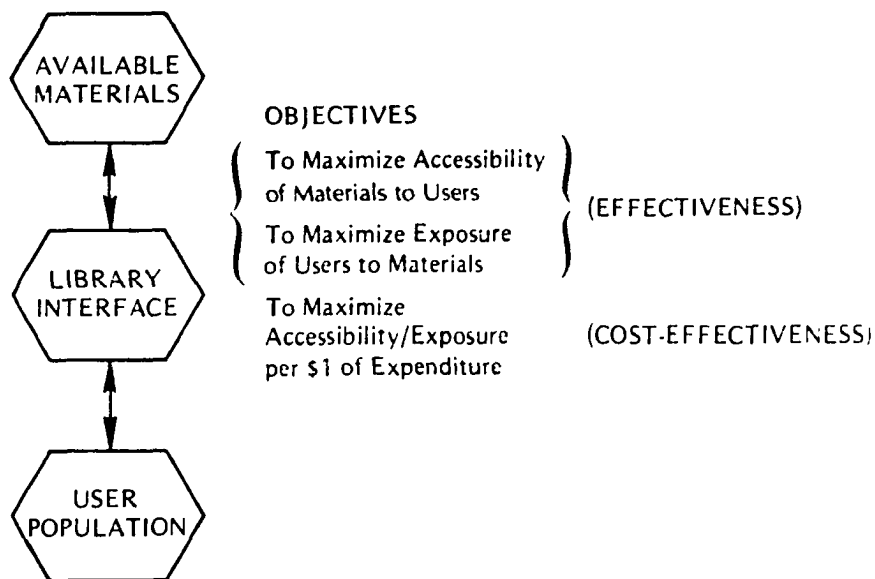 AVAILABLE
MATERIALS
OBJECTIVES
To Maximize Accessibility
of Materials to Users
(EFFECTIVENESS)
To Maximize Exposure
of Users to Materials
LIBRARY
INTERFACE
To Maximize
Accessibility/Exposure
per $1 of Expenditure
(COST-EFFECTIVENESS)
USER
POPULATION